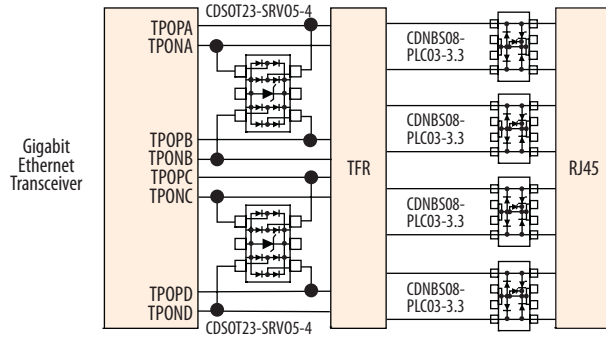 CDSOT23-SRV05-4
TPOPA
TPONA
CDNBS08-
PLC03-3.3
CDNBS08-
PLC03-3.3
TPOPB
TPONB
TPOPC
TPONC
Gigabit
Ethernet
Transceiver
TFR
RJ45
CDNBS08-
PLC03-3.3
CDNBS08-
PLC03-3.3
TPOPD
TPOND
CDSOT23-SRV05-4